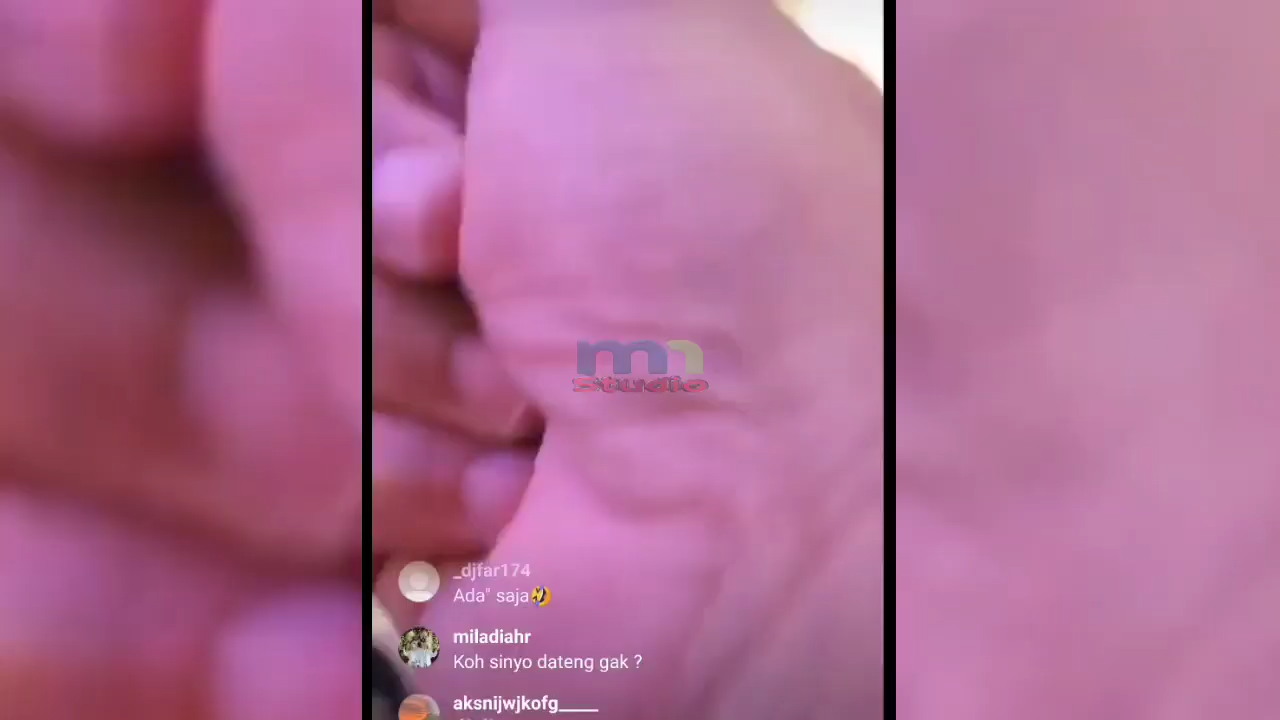 mn
Studio
_djfar174
Ada" saja🤣
miladiahr
Koh sinyo dateng gak ?
aksnijwjkofg_____